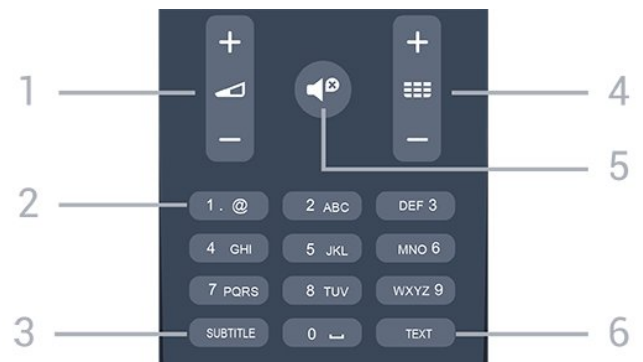 + +
1 4
- -
5
2 1 . @ 2 ABC DEF 3
4 GHI 5 JKL MNO 6
7 PQRS 8 TUV WXYZ 9
3 SUBTITLE 0 ⌴ TEXT 6